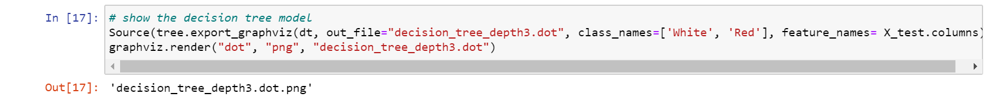 In [17]:
# show the decision tree model
Source(tree.export_graphviz(dt, out_file="decision_tree_depth3.dot", class_names=['White', 'Red'], feature_names= X_test.columns)
graphviz.render("dot", "png", "decision_tree_depth3.dot")
Out[17]: 'decision_tree_depth3.dot.png'